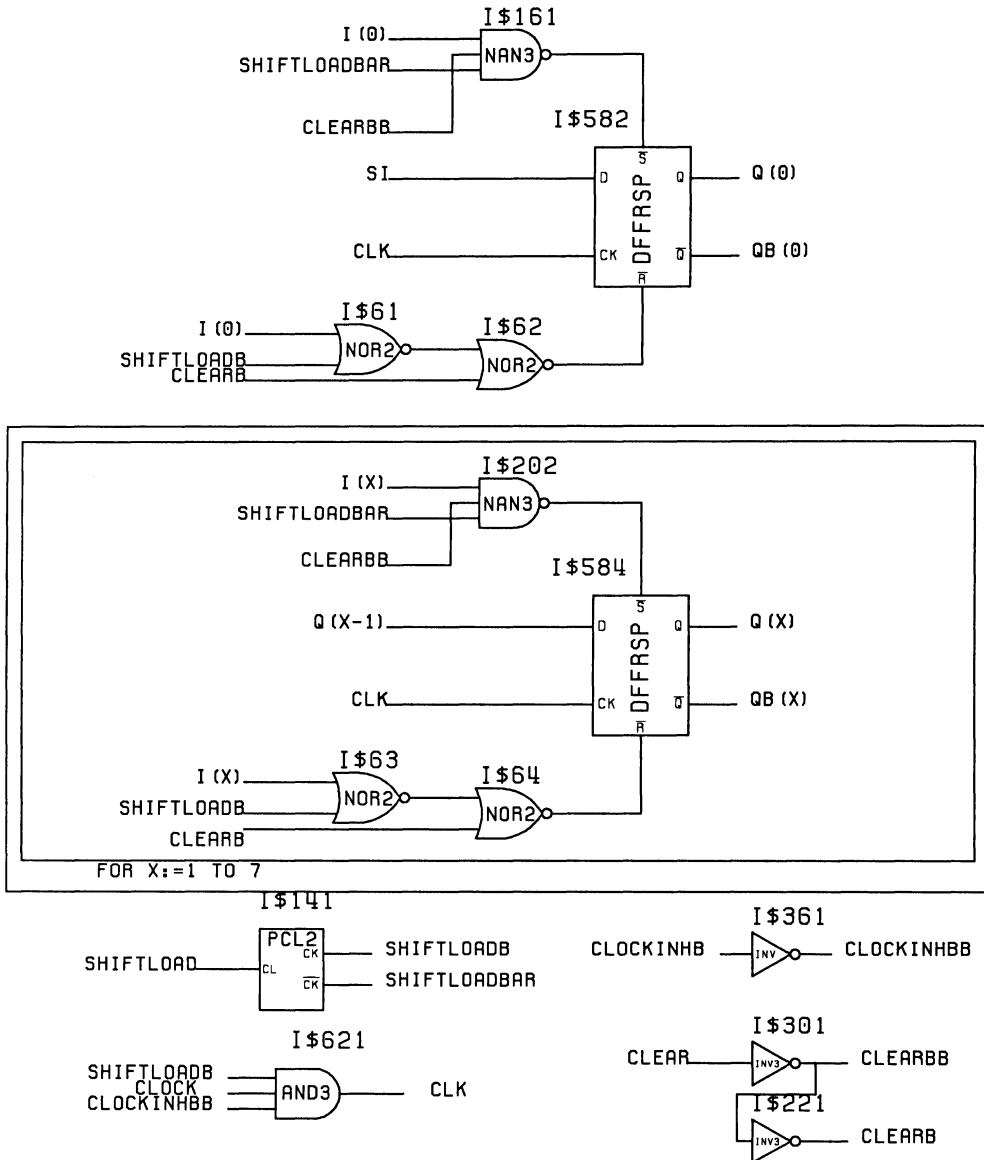 I$161
I(0)
NAN3
SHIFTLOADBAR
I$582
CLEARBB
S̅
SI
D
Q
Q(0)
DFFRSP
CLK
CK
Q̅
QB(0)
R̅
I$61
I(0)
I$62
NOR2
SHIFTLOADB
NOR2
CLEARB
I$202
I(X)
NAN3
SHIFTLOADBAR
CLEARBB
I$584
S̅
Q(X-1)
D
Q
Q(X)
DFFRSP
CLK
CK
Q̅
QB(X)
R̅
I$63
I(X)
I$64
NOR2
SHIFTLOADB
NOR2
CLEARB
FOR X:=1 TO 7
I$141
PCL2
SHIFTLOAD
CL
CK
SHIFTLOADB
C̅K̅
SHIFTLOADBAR
I$361
CLOCKINHB
INV
CLOCKINHBB
I$621
SHIFTLOADB
CLOCK
CLOCKINHBB
AND3
CLK
I$301
CLEAR
INV3
CLEARBB
I$221
INV3
CLEARB